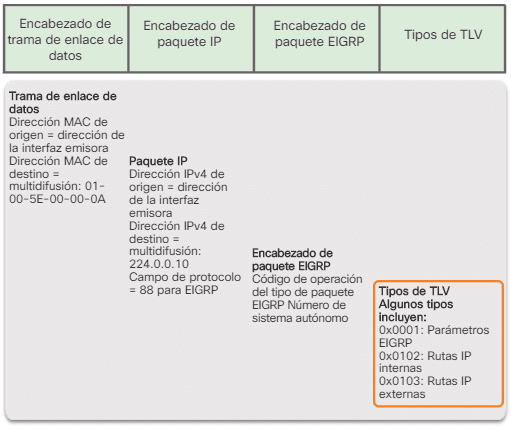 Encabezado de
trama de enlace de
datos
Encabezado de
paquete IP
Encabezado de
paquete EIGRP
Tipos de TLV
Trama de enlace de
datos
Dirección MAC de
origen = dirección de
la interfaz emisora
Dirección MAC de
destino =
multidifusión: 01-
00-5E-00-00-0A
Paquete IP
Dirección IPv4 de
origen = dirección
de la interfaz
emisora
Dirección IPv4 de
destino =
multidifusión:
224.0.0.10
Campo de protocolo
= 88 para EIGRP
Encabezado de
paquete EIGRP
Código de operación
del tipo de paquete
EIGRP Número de
sistema autónomo
Tipos de TLV
Algunos tipos
incluyen:
0x0001: Parámetros
EIGRP
0x0102: Rutas IP
internas
0x0103: Rutas IP
externas